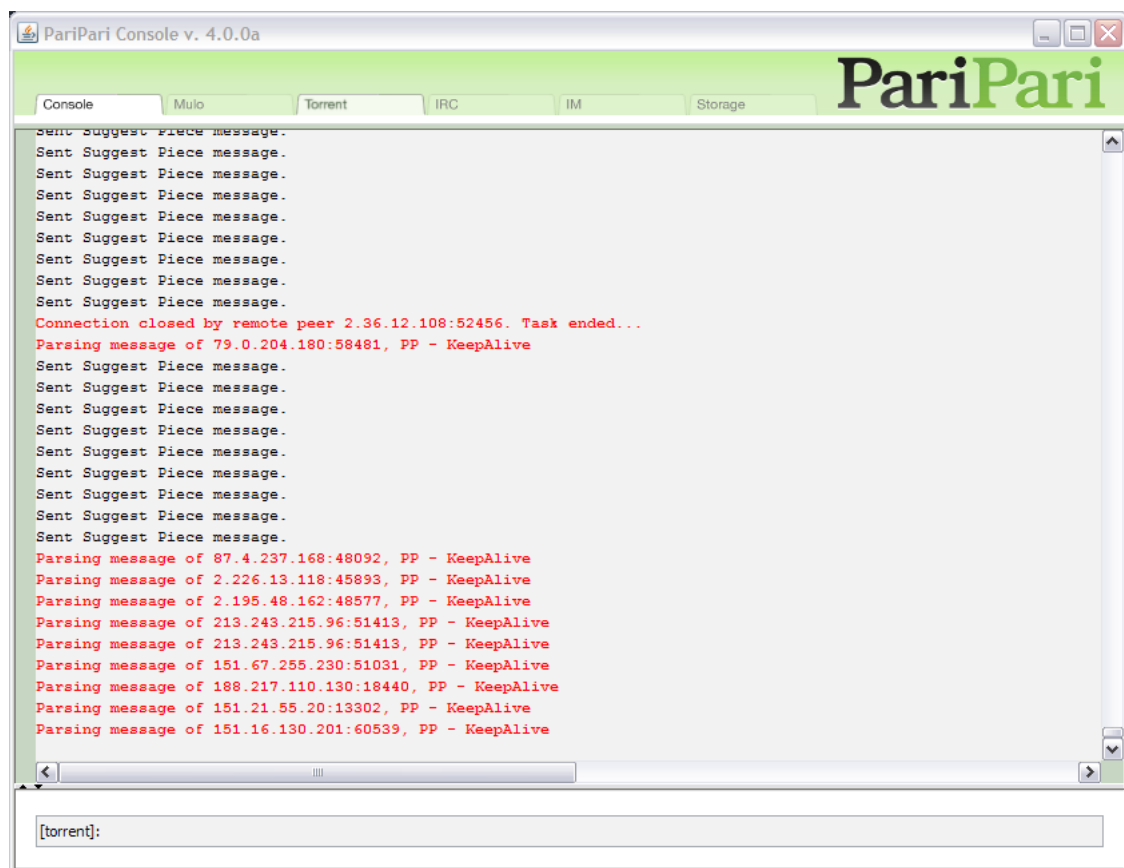 PariPari Console v. 4.0.0a
PariPari
Console Mulo Torrent IRC IM Storage
Sent Suggest Piece message.
Sent Suggest Piece message.
Sent Suggest Piece message.
Sent Suggest Piece message.
Sent Suggest Piece message.
Sent Suggest Piece message.
Sent Suggest Piece message.
Sent Suggest Piece message.
Sent Suggest Piece message.
Connection closed by remote peer 2.36.12.108:52456. Task ended...
Parsing message of 79.0.204.180:58481, PP - KeepAlive
Sent Suggest Piece message.
Sent Suggest Piece message.
Sent Suggest Piece message.
Sent Suggest Piece message.
Sent Suggest Piece message.
Sent Suggest Piece message.
Sent Suggest Piece message.
Sent Suggest Piece message.
Sent Suggest Piece message.
Parsing message of 87.4.237.168:48092, PP - KeepAlive
Parsing message of 2.226.13.118:45893, PP - KeepAlive
Parsing message of 2.195.48.162:48577, PP - KeepAlive
Parsing message of 213.243.215.96:51413, PP - KeepAlive
Parsing message of 213.243.215.96:51413, PP - KeepAlive
Parsing message of 151.67.255.230:51031, PP - KeepAlive
Parsing message of 188.217.110.130:18440, PP - KeepAlive
Parsing message of 151.21.55.20:13302, PP - KeepAlive
Parsing message of 151.16.130.201:60539, PP - KeepAlive
[torrent]: